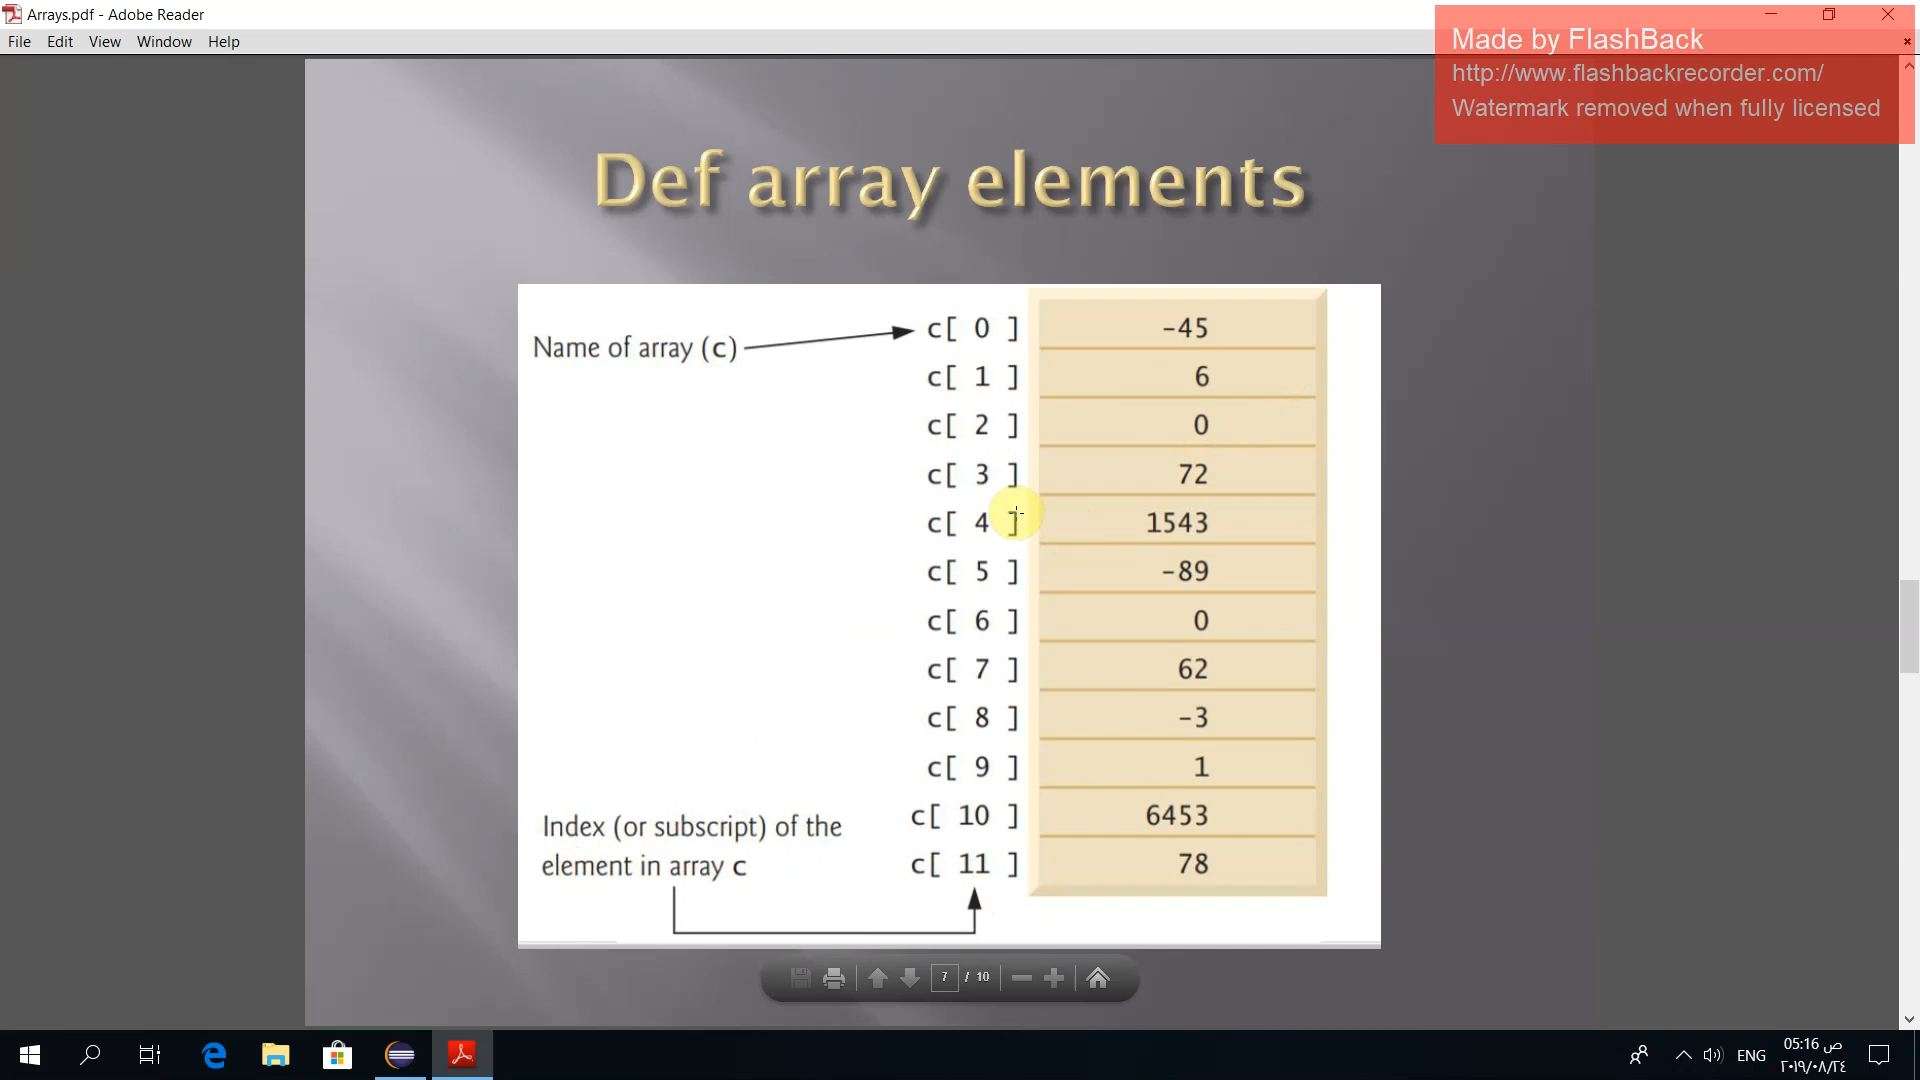 Arrays.pdf - Adobe Reader
File Edit View Window Help
Made by FlashBack
http://www.flashbackrecorder.com/
Watermark removed when fully licensed
Def array elements
Name of array (c)
c[ 0 ] -45
c[ 1 ] 6
c[ 2 ] 0
c[ 3 ] 72
c[ 4 ] 1543
c[ 5 ] -89
c[ 6 ] 0
c[ 7 ] 62
c[ 8 ] -3
c[ 9 ] 1
c[ 10 ] 6453
c[ 11 ] 78
Index (or subscript) of the
element in array c
7 / 10
ENG
05:16 ص
٢٠١٩/٠٨/٢٤